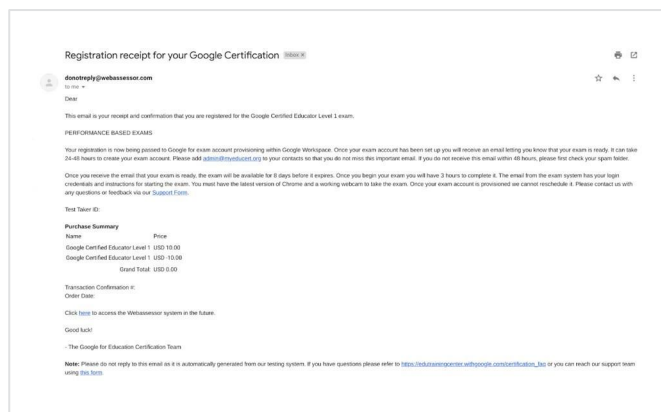 Registration receipt for your Google Certification Inbox ×
donotreply@webassessor.com
to me
Dear
This email is your receipt and confirmation that you are registered for the Google Certified Educator Level 1 exam.
PERFORMANCE BASED EXAMS
Your registration is now being passed to Google for exam account provisioning within Google Workspace. Once your exam account has been set up you will receive an email letting you know that your exam is ready. It can take
24-48 hours to create your exam account. Please add admin@myeducert.org to your contacts so that you do not miss this important email. If you do not receive this email within 48 hours, please first check your spam folder.
Once you receive the email that your exam is ready, the exam will be available for 8 days before it expires. Once you begin your exam you will have 3 hours to complete it. The email from the exam system has your login
credentials and instructions for starting the exam. You must have the latest version of Chrome and a working webcam to take the exam. Once your exam account is provisioned we cannot reschedule it. Please contact us with
any questions or feedback via our Support Form.
Test Taker ID:
Purchase Summary
Name Price
Google Certified Educator Level 1 USD 10.00
Google Certified Educator Level 1 USD -10.00
Grand Total: USD 0.00
Transaction Confirmation #:
Order Date:
Click here to access the Webassessor system in the future.
Good luck!
- The Google for Education Certification Team
Note: Please do not reply to this email as it is automatically generated from our testing system. If you have questions please refer to https://edutrainingcenter.withgoogle.com/certification_faq or you can reach our support team
using this form.